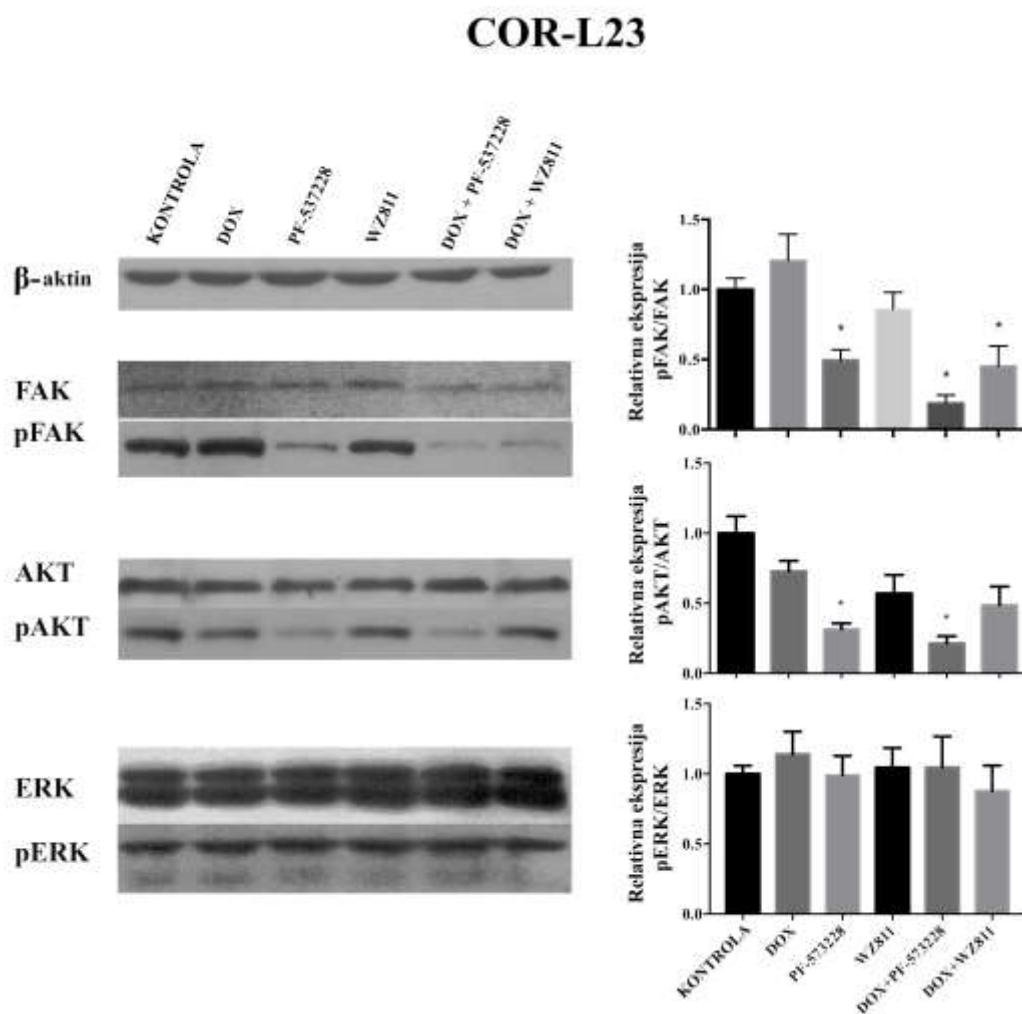 COR-L23
KONTROLA
DOX
PF-537228
WZ811
DOX + PF-537228
DOX + WZ811
β-aktin
FAK
pFAK
AKT
pAKT
ERK
pERK
Relativna ekspresija
pFAK/FAK
1.5
1.0
0.5
0.0
*
*
*
Relativna ekspresija
pAKT/AKT
1.5
1.0
0.5
0.0
*
*
Relativna ekspresija
pERK/ERK
1.5
1.0
0.5
0.0
KONTROLA
DOX
PF-573228
WZ811
DOX+PF-573228
DOX+WZ811